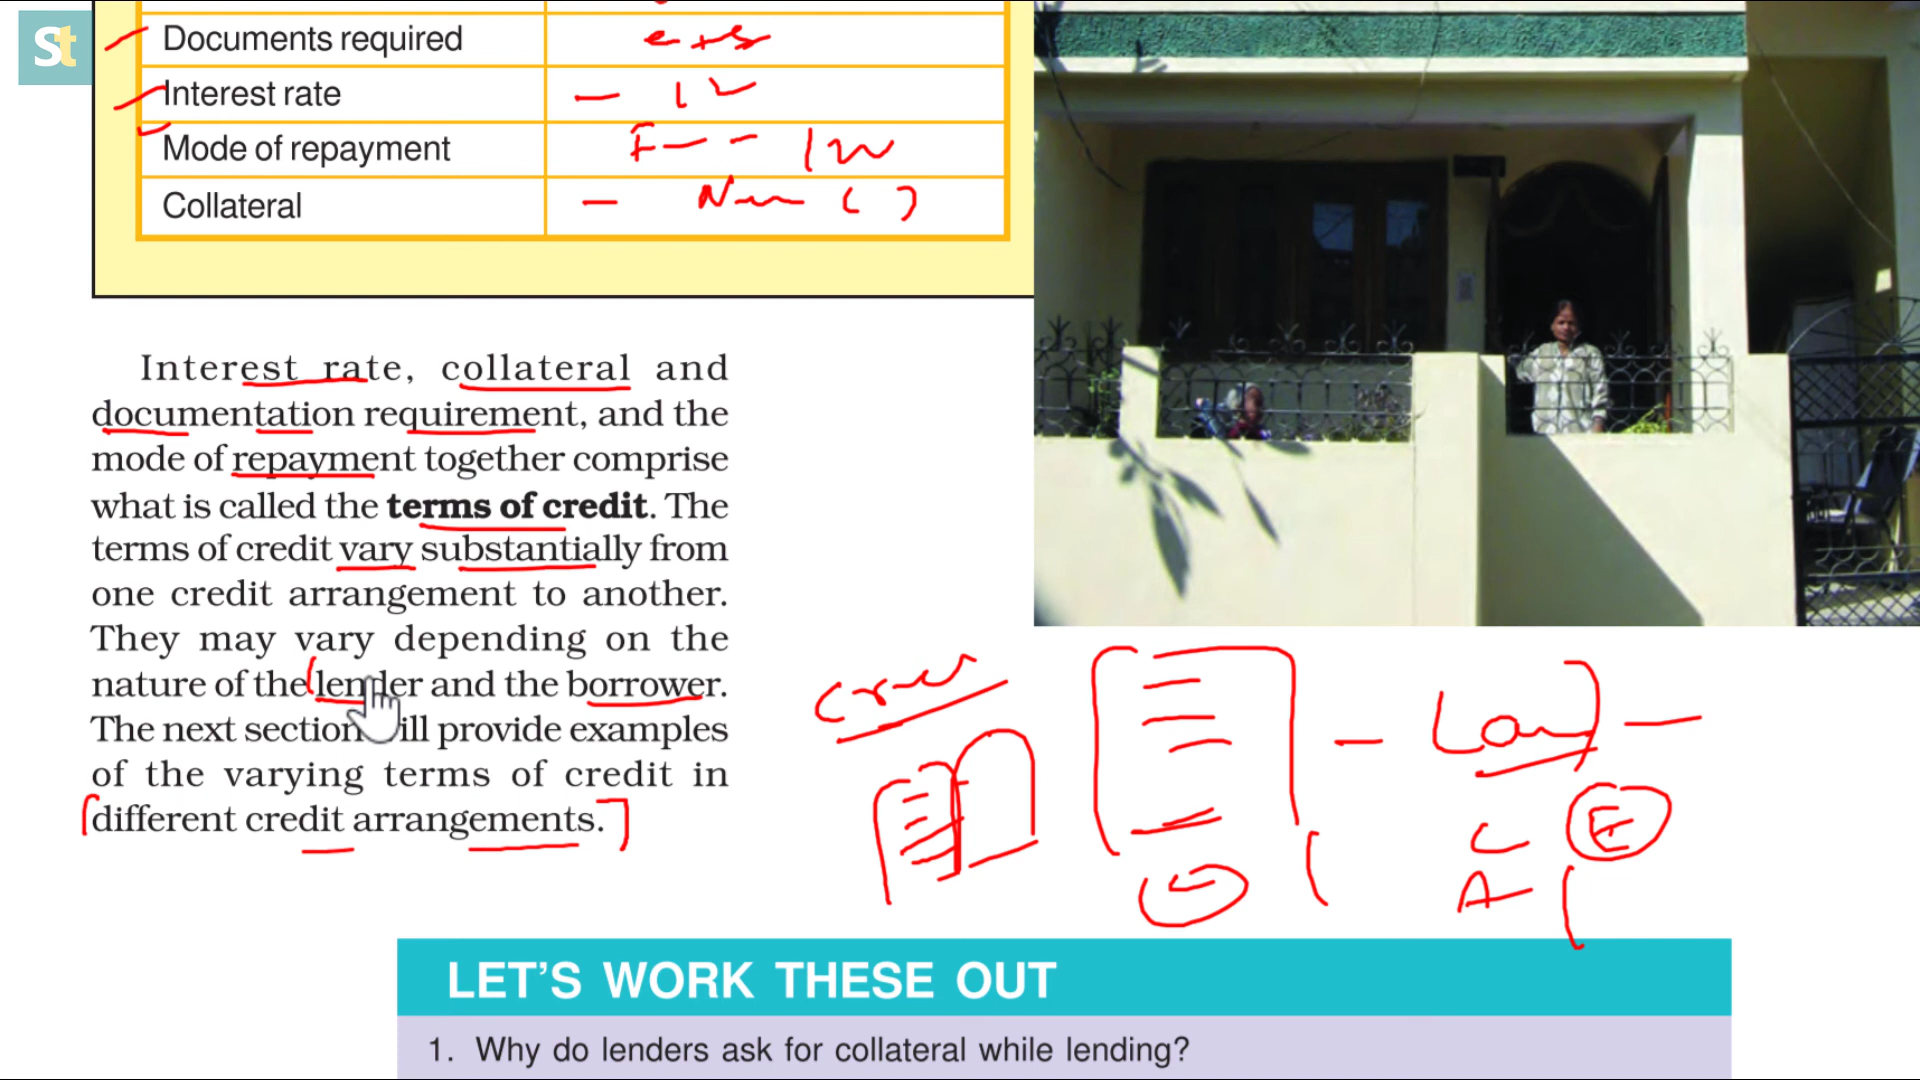 St
Documents required
Interest rate - 12
Mode of repayment
Collateral
Interest rate, collateral and
documentation requirement, and the
mode of repayment together comprise
what is called the terms of credit. The
terms of credit vary substantially from
one credit arrangement to another.
They may vary depending on the
nature of the lender and the borrower.
The next section ill provide examples
of the varying terms of credit in
different credit arrangements.
Loan
C E
A
LET'S WORK THESE OUT
1. Why do lenders ask for collateral while lending?